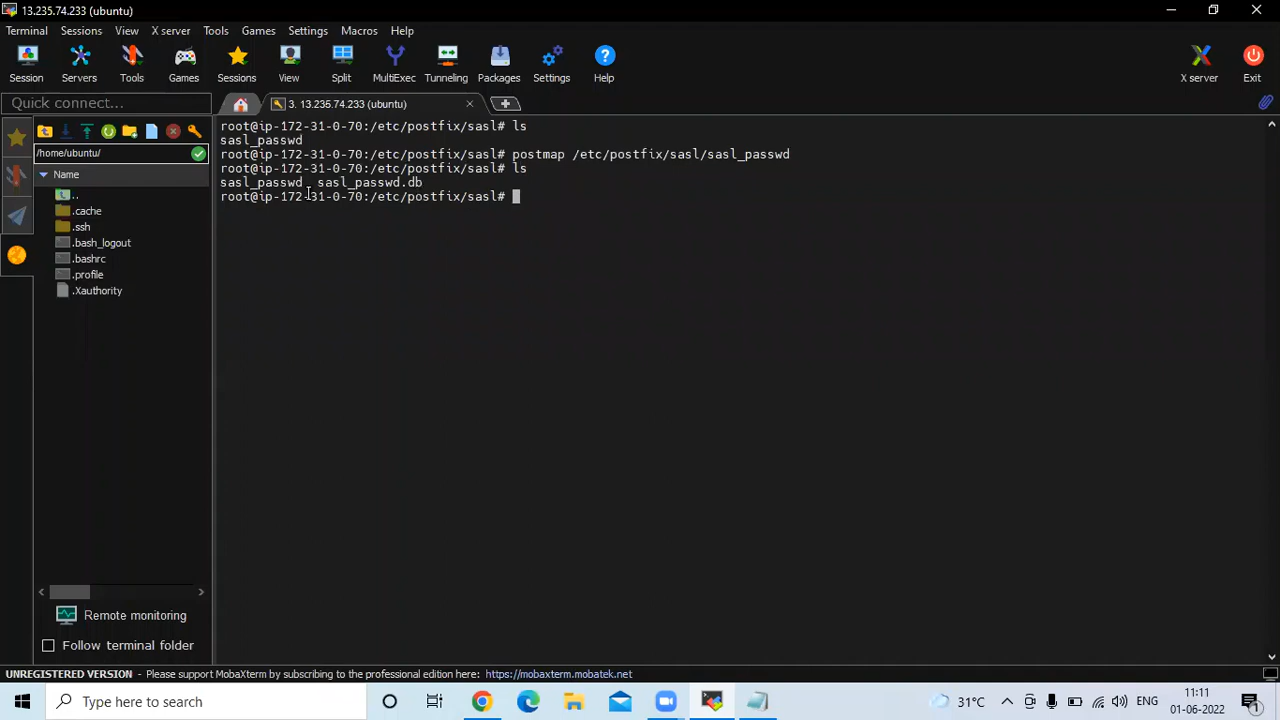 13.235.74.233 (ubuntu)
Terminal Sessions View X server Tools Games Settings Macros Help
Session Servers Tools Games Sessions View Split MultiExec Tunneling Packages Settings Help X server Exit
Quick connect...
3. 13.235.74.233 (ubuntu)
/home/ubuntu/
Name
..
.cache
.ssh
.bash_logout
.bashrc
.profile
.Xauthority
root@ip-172-31-0-70:/etc/postfix/sasl# ls
sasl_passwd
root@ip-172-31-0-70:/etc/postfix/sasl# postmap /etc/postfix/sasl/sasl_passwd
root@ip-172-31-0-70:/etc/postfix/sasl# ls
sasl_passwd sasl_passwd.db
root@ip-172-31-0-70:/etc/postfix/sasl#
Remote monitoring
Follow terminal folder
UNREGISTERED VERSION - Please support MobaXterm by subscribing to the professional edition here: https://mobaxterm.mobatek.net
Type here to search
31°C
ENG
11:11
01-06-2022
1